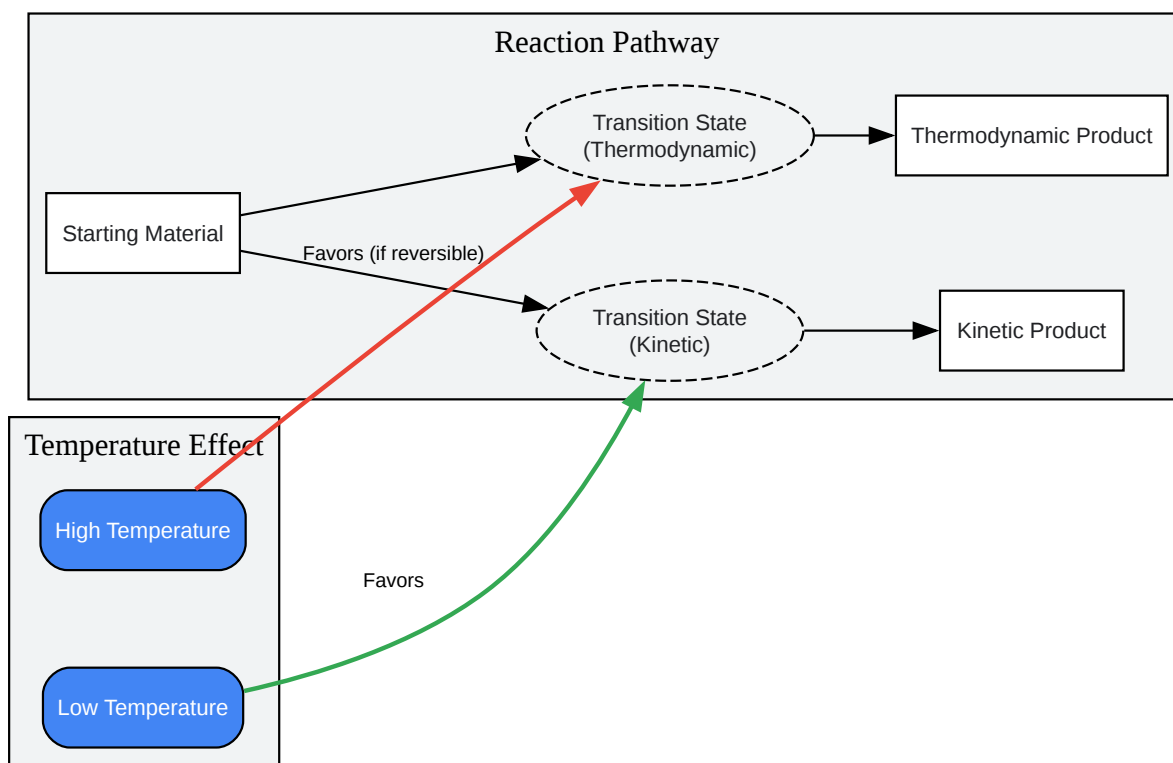 Reaction Pathway
Transition State
(Thermodynamic)
Thermodynamic Product
Starting Material
Favors (if reversible)
Transition State
(Kinetic)
Kinetic Product
Temperature Effect
High Temperature
Favors
Low Temperature